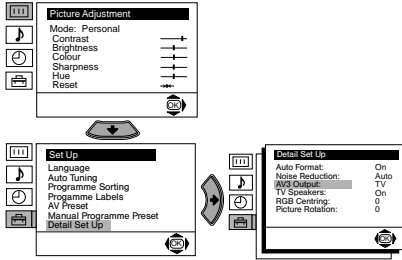 Picture Adjustment
Mode: Personal
Contrast
Brightness
Colour
Sharpness
Hue
Reset
OK
Set Up
Language
Auto Tuning
Programme Sorting
Progamme Labels
AV Preset
Manual Programme Preset
Detail Set Up
OK
Detail Set Up
Auto Format: On
Noise Reduction: Auto
AV3 Output: TV
TV Speakers: On
RGB Centring: 0
Picture Rotation: 0
OK